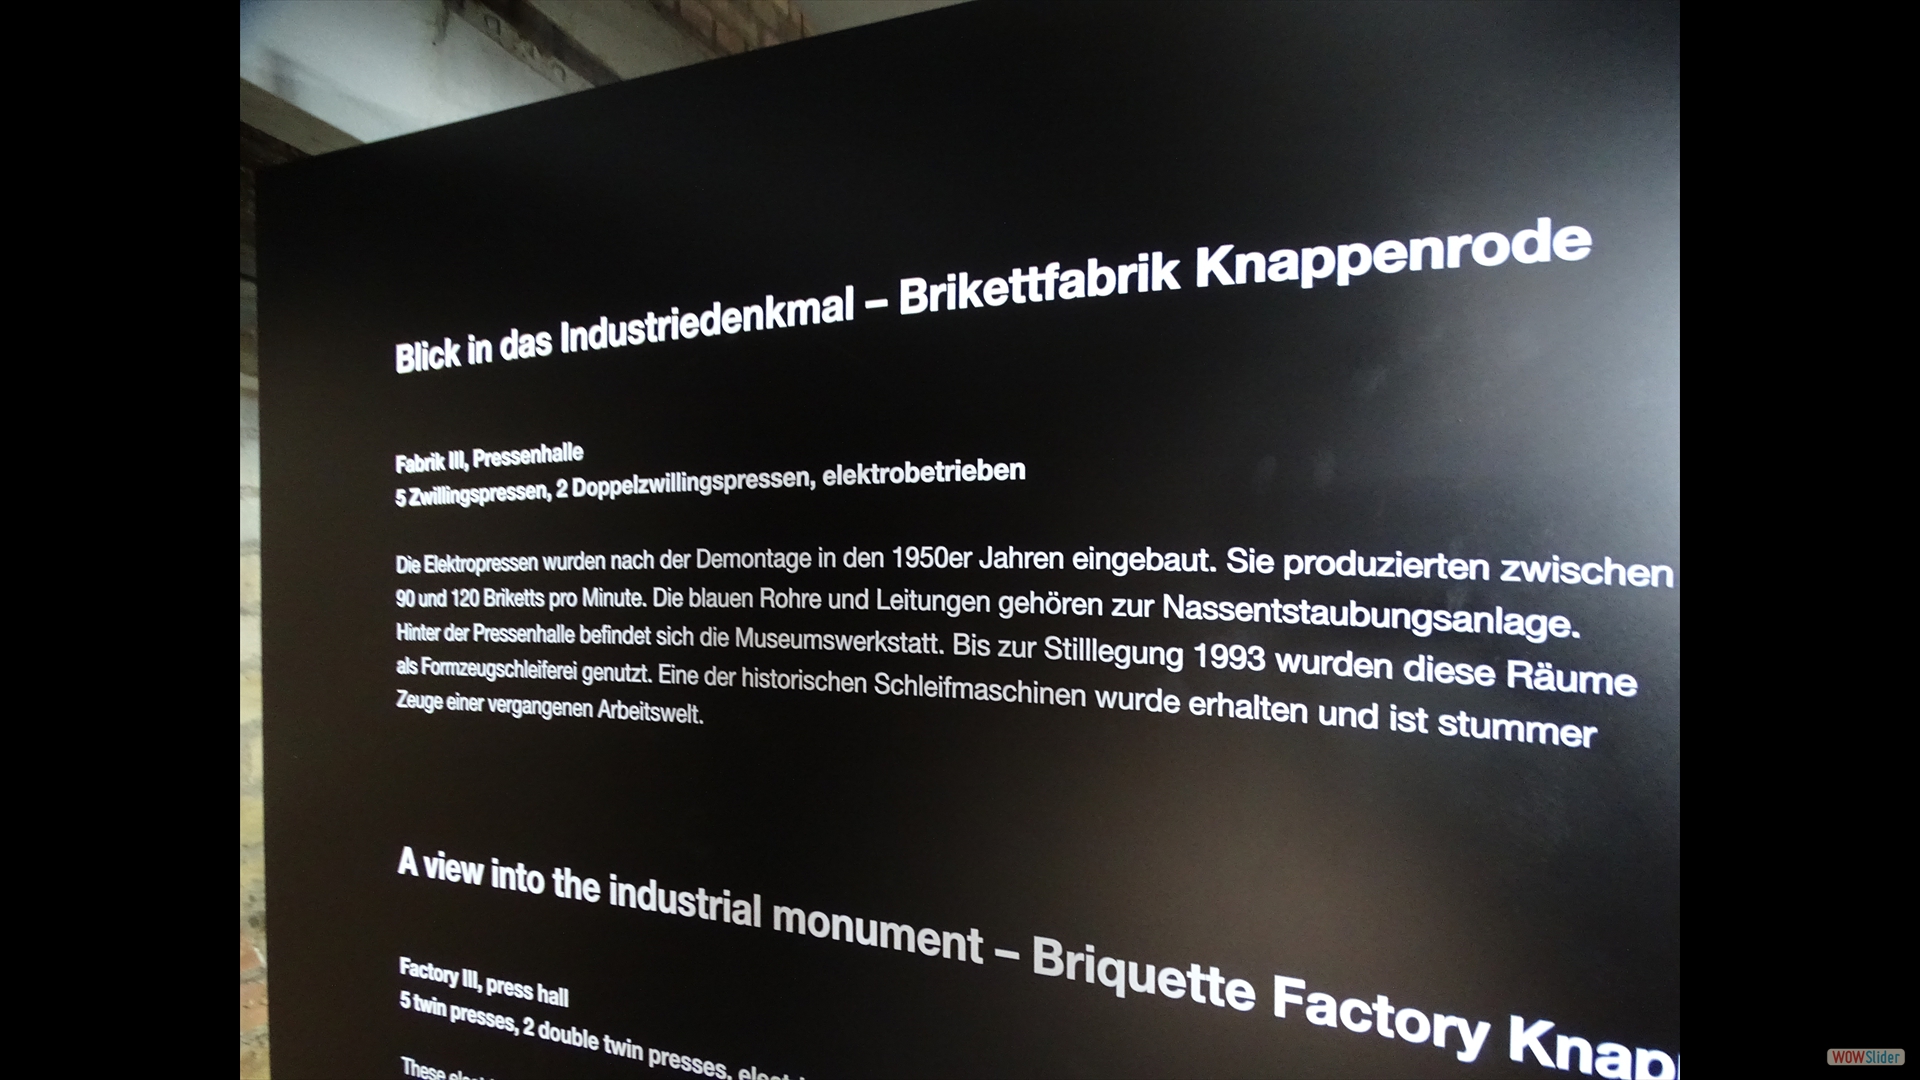 Blick in das Industriedenkmal – Brikettfabrik Knappenrode
Fabrik III, Pressenhalle
5 Zwillingspressen, 2 Doppelzwillingspressen, elektrobetrieben
Die Elektropressen wurden nach der Demontage in den 1950er Jahren eingebaut. Sie produzierten zwischen
90 und 120 Briketts pro Minute. Die blauen Rohre und Leitungen gehören zur Nassentstaubungsanlage.
Hinter der Pressenhalle befindet sich die Museumswerkstatt. Bis zur Stilllegung 1993 wurden diese Räume
als Formzeugschleiferei genutzt. Eine der historischen Schleifmaschinen wurde erhalten und ist stummer
Zeuge einer vergangenen Arbeitswelt.
A view into the industrial monument – Briquette Factory Knapp
Factory III, press hall
5 twin presses, 2 double twin presses,
These
WOWSlider